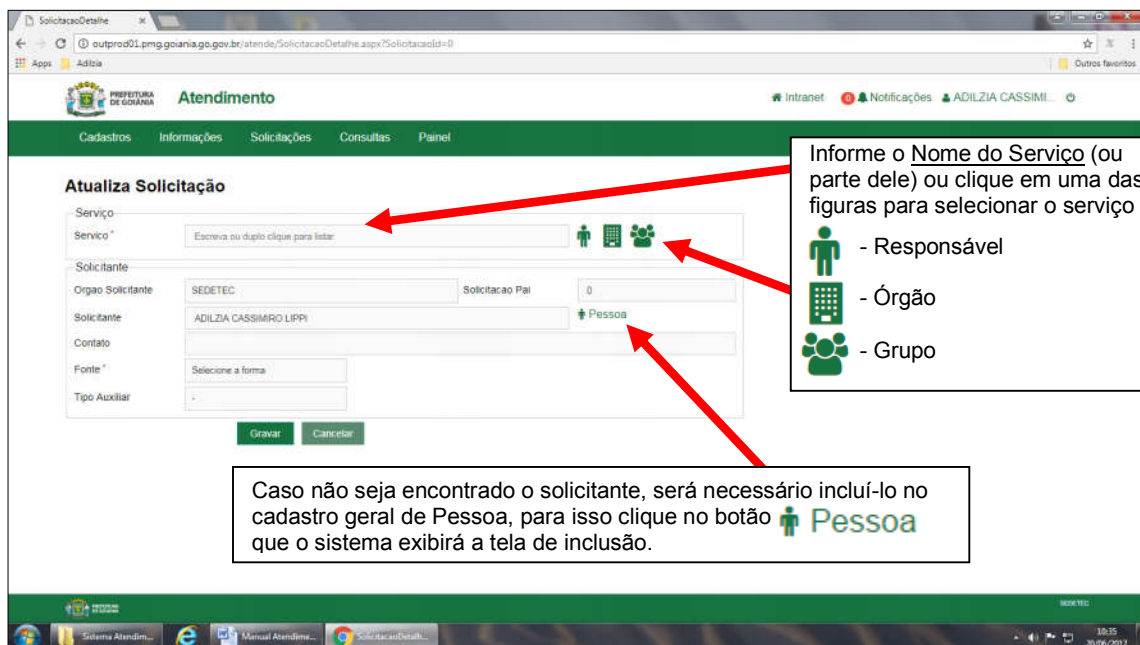 SolicitacaoDetalhe
outprod01.pmg.goiania.go.gov.br/atende/SolicitacaoDetalhe.aspx?SolicitacaoId=0
Apps Adilzia Outros favoritos
PREFEITURA DE GOIÂNIA
Atendimento
Intranet 0 Notificações ADILZIA CASSIMI...
Cadastros Informações Solicitações Consultas Painel
Atualiza Solicitação
Serviço
Servico * Escreva ou duplo clique para listar
Solicitante
Orgao Solicitante SEDETEC Solicitacao Pai 0
Solicitante ADILZIA CASSIMIRO LIPPI Pessoa
Contato
Fonte * Selecione a forma
Tipo Auxiliar -
Gravar Cancelar
Informe o Nome do Serviço (ou
parte dele) ou clique em uma das
figuras para selecionar o serviço
- Responsável
- Órgão
- Grupo
Caso não seja encontrado o solicitante, será necessário incluí-lo no
cadastro geral de Pessoa, para isso clique no botão Pessoa
que o sistema exibirá a tela de inclusão.
SEDETEC
Sistema Atendim... Manual Atendime... SolicitacaoDetalh... 10:35
20/06/2017